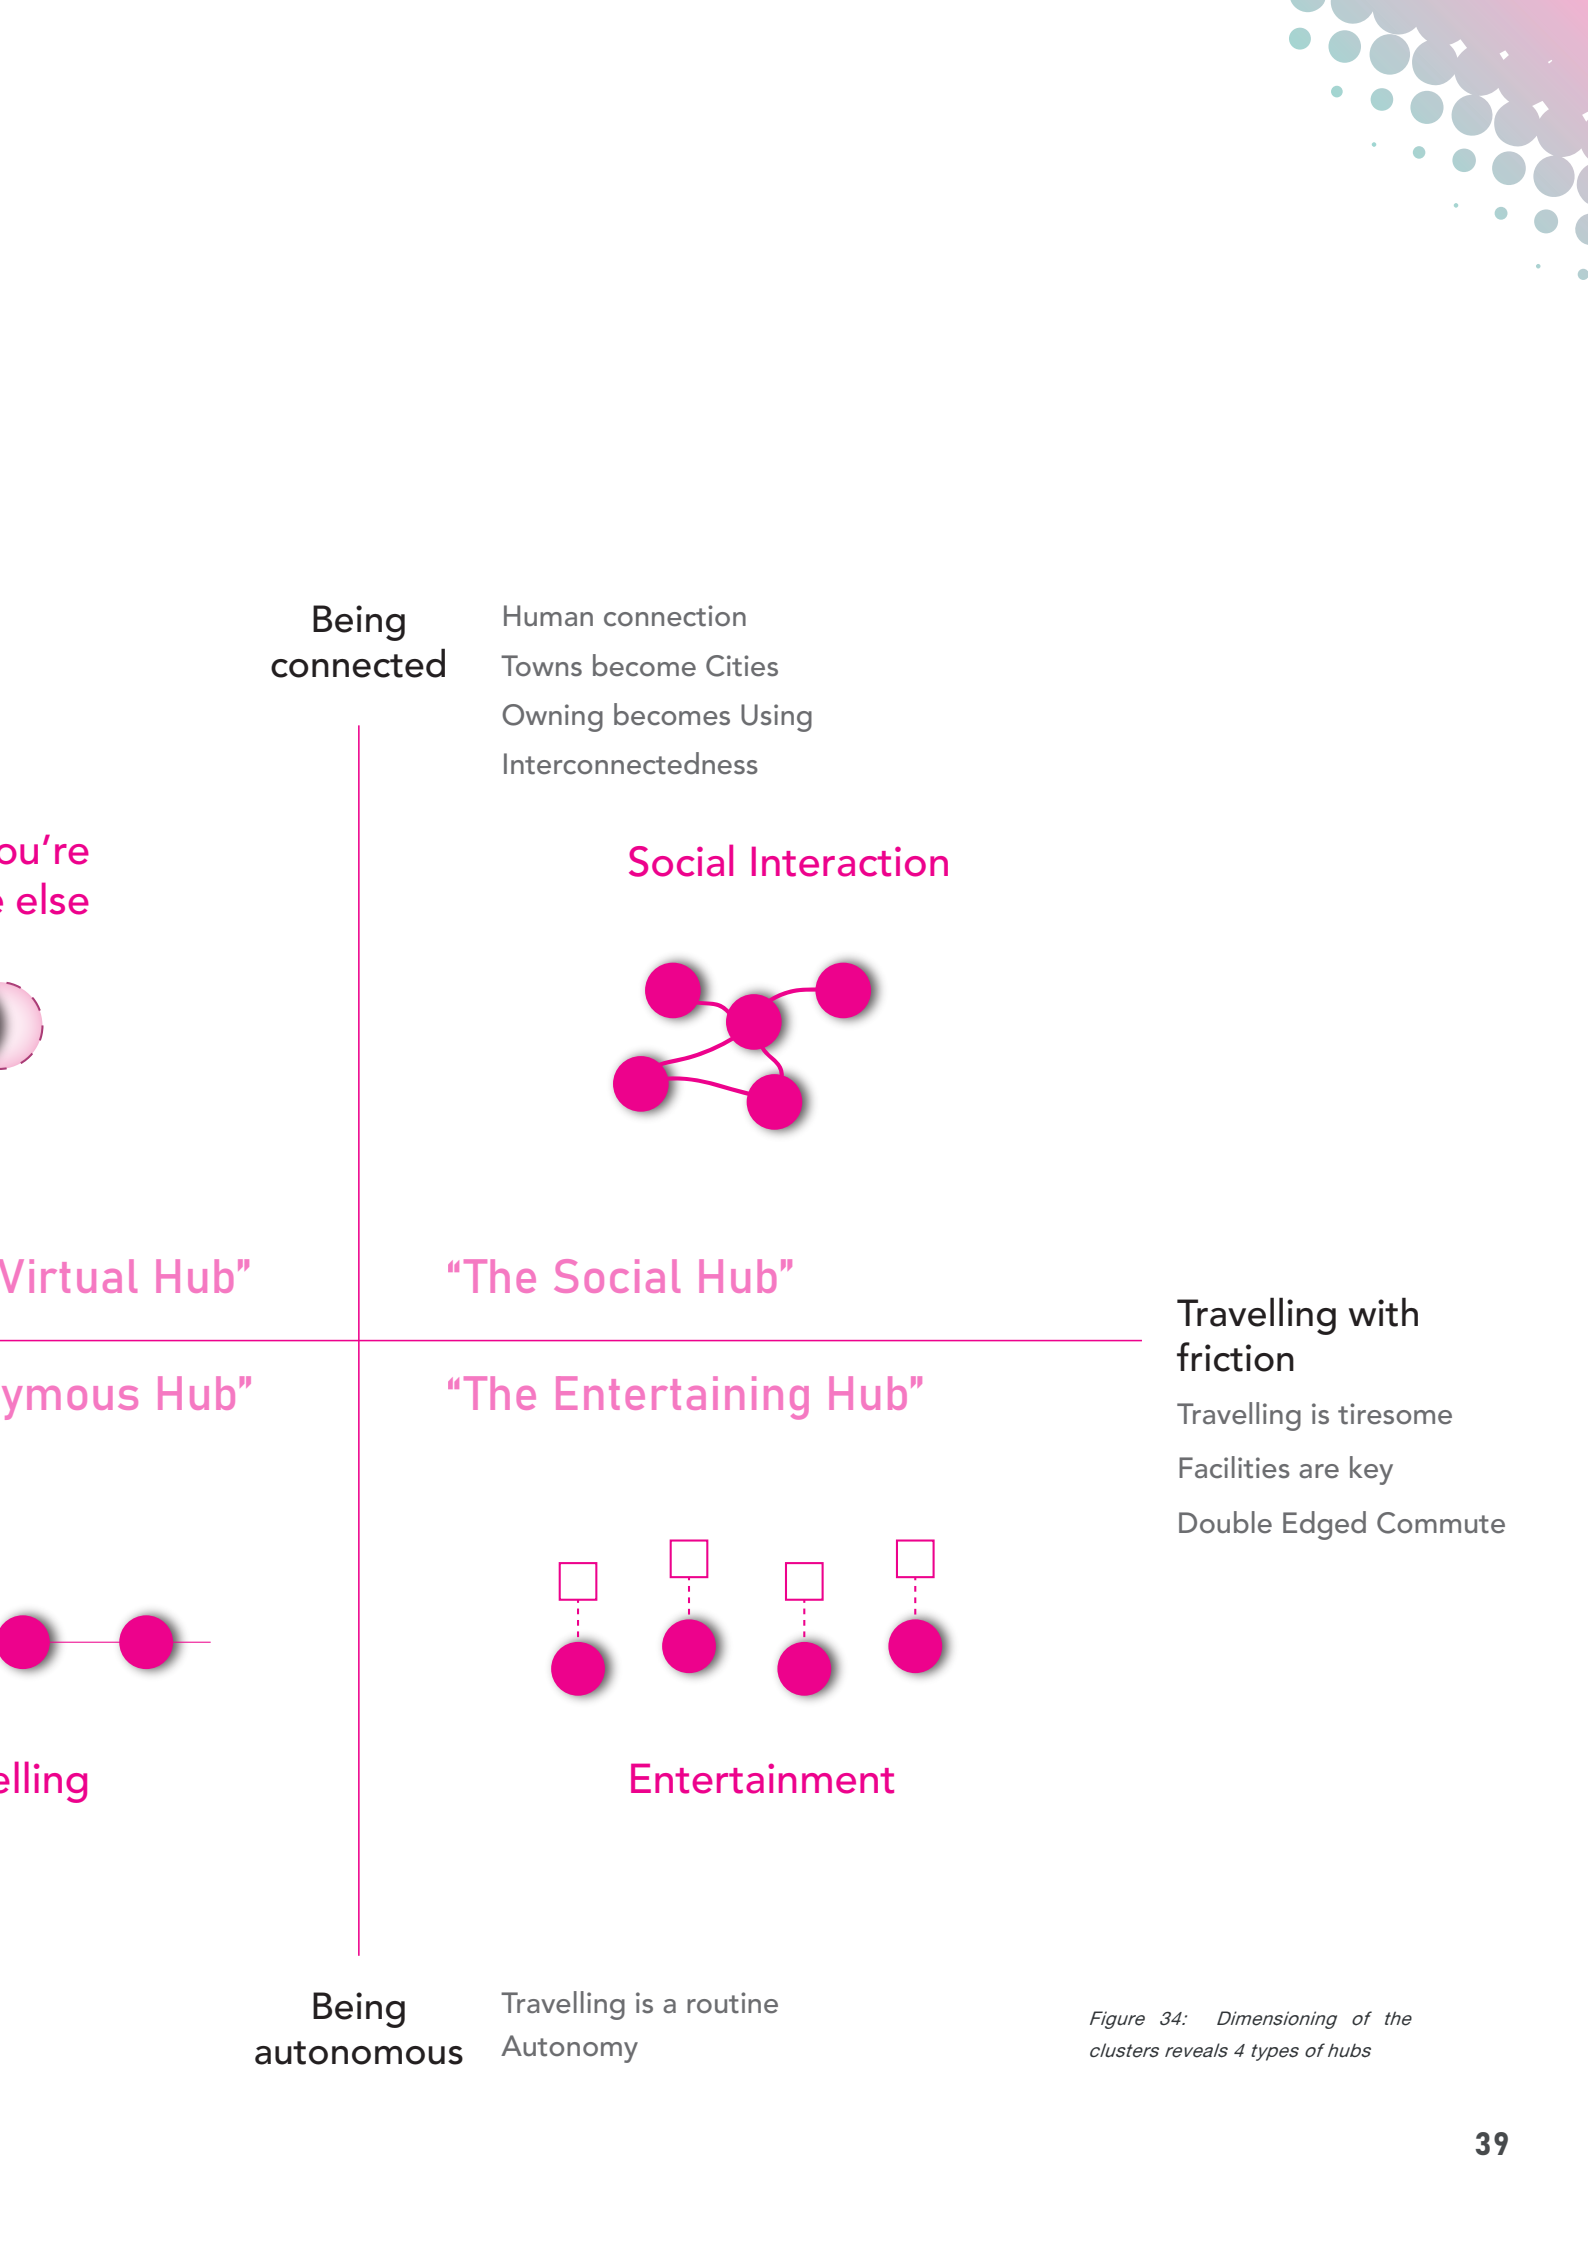 Being
connected
Human connection
Towns become Cities
Owning becomes Using
Interconnectedness
ou’re
e else
Social Interaction
Virtual Hub”
“The Social Hub”
Travelling with
friction
Travelling is tiresome
Facilities are key
Double Edged Commute
ymous Hub”
“The Entertaining Hub”
elling
Entertainment
Being
autonomous
Travelling is a routine
Autonomy
Figure 34: Dimensioning of the
clusters reveals 4 types of hubs
39